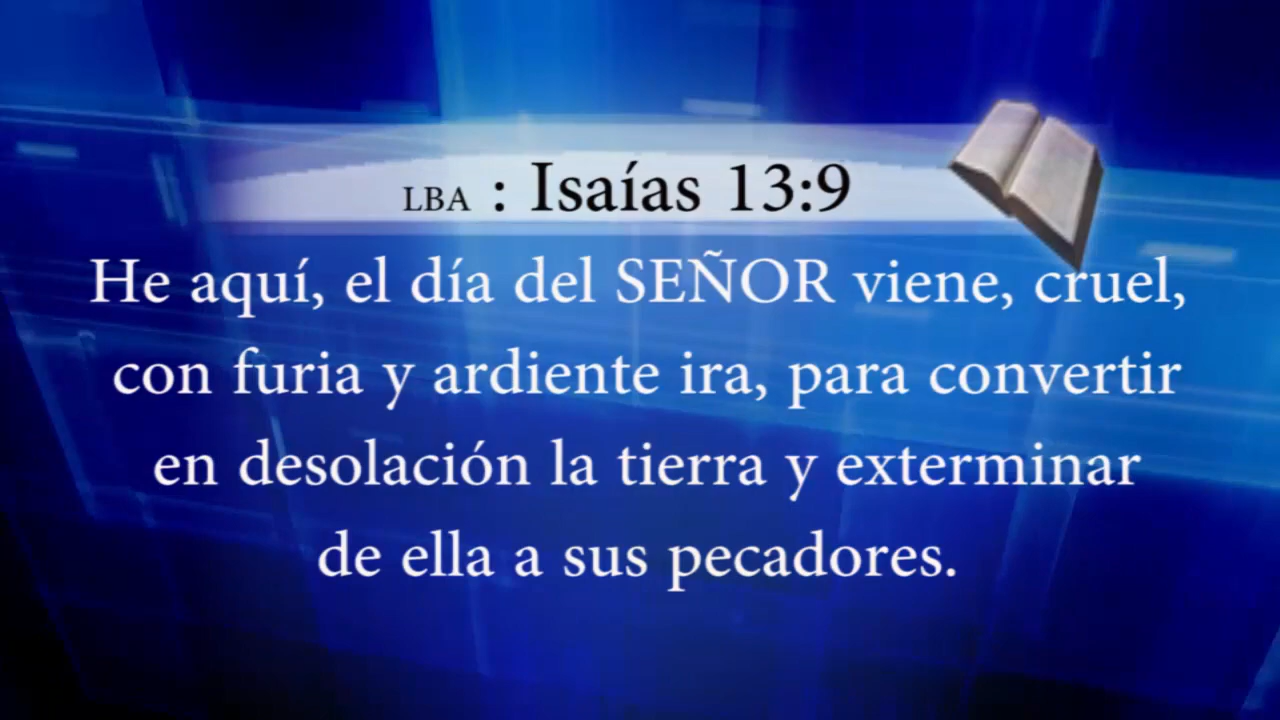 LBA : Isaías 13:9
He aquí, el día del SEÑOR viene, cruel,
con furia y ardiente ira, para convertir
en desolación la tierra y exterminar
de ella a sus pecadores.